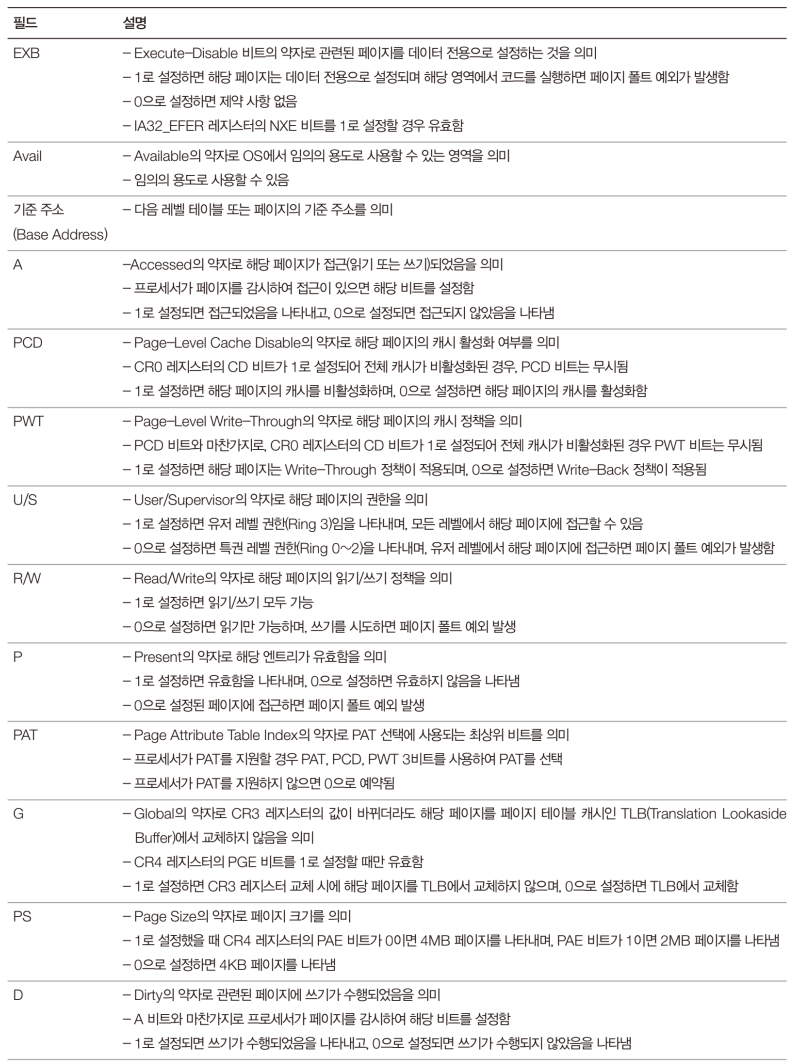 필드 설명
EXB – Execute–Disable 비트의 약자로 관련된 페이지를 데이터 전용으로 설정하는 것을 의미
– 1로 설정하면 해당 페이지는 데이터 전용으로 설정되며 해당 영역에서 코드를 실행하면 페이지 폴트 예외가 발생함
– 0으로 설정하면 제약 사항 없음
– IA32_EFER 레지스터의 NXE 비트를 1로 설정할 경우 유효함
Avail – Available의 약자로 OS에서 임의의 용도로 사용할 수 있는 영역을 의미
– 임의의 용도로 사용할 수 있음
기준 주소 – 다음 레벨 테이블 또는 페이지의 기준 주소를 의미
(Base Address)
A –Accessed의 약자로 해당 페이지가 접근(읽기 또는 쓰기)되었음을 의미
– 프로세서가 페이지를 감시하여 접근이 있으면 해당 비트를 설정함
– 1로 설정되면 접근되었음을 나타내고, 0으로 설정되면 접근되지 않았음을 나타냄
PCD – Page–Level Cache Disable의 약자로 해당 페이지의 캐시 활성화 여부를 의미
– CR0 레지스터의 CD 비트가 1로 설정되어 전체 캐시가 비활성화된 경우, PCD 비트는 무시됨
– 1로 설정하면 해당 페이지의 캐시를 비활성화하며, 0으로 설정하면 해당 페이지의 캐시를 활성화함
PWT – Page–Level Write–Through의 약자로 해당 페이지의 캐시 정책을 의미
– PCD 비트와 마찬가지로, CR0 레지스터의 CD 비트가 1로 설정되어 전체 캐시가 비활성화된 경우 PWT 비트는 무시됨
– 1로 설정하면 해당 페이지는 Write–Through 정책이 적용되며, 0으로 설정하면 Write–Back 정책이 적용됨
U/S – User/Supervisor의 약자로 해당 페이지의 권한을 의미
– 1로 설정하면 유저 레벨 권한(Ring 3)임을 나타내며, 모든 레벨에서 해당 페이지에 접근할 수 있음
– 0으로 설정하면 특권 레벨 권한(Ring 0~2)을 나타내며, 유저 레벨에서 해당 페이지에 접근하면 페이지 폴트 예외가 발생함
R/W – Read/Write의 약자로 해당 페이지의 읽기/쓰기 정책을 의미
– 1로 설정하면 읽기/쓰기 모두 가능
– 0으로 설정하면 읽기만 가능하며, 쓰기를 시도하면 페이지 폴트 예외 발생
P – Present의 약자로 해당 엔트리가 유효함을 의미
– 1로 설정하면 유효함을 나타내며, 0으로 설정하면 유효하지 않음을 나타냄
– 0으로 설정된 페이지에 접근하면 페이지 폴트 예외 발생
PAT – Page Attribute Table Index의 약자로 PAT 선택에 사용되는 최상위 비트를 의미
– 프로세서가 PAT를 지원할 경우 PAT, PCD, PWT 3비트를 사용하여 PAT를 선택
– 프로세서가 PAT를 지원하지 않으면 0으로 예약됨
G – Global의 약자로 CR3 레지스터의 값이 바뀌더라도 해당 페이지를 페이지 테이블 캐시인 TLB(Translation Lookaside
Buffer)에서 교체하지 않음을 의미
– CR4 레지스터의 PGE 비트를 1로 설정할 때만 유효함
– 1로 설정하면 CR3 레지스터 교체 시에 해당 페이지를 TLB에서 교체하지 않으며, 0으로 설정하면 TLB에서 교체함
PS – Page Size의 약자로 페이지 크기를 의미
– 1로 설정했을 때 CR4 레지스터의 PAE 비트가 0이면 4MB 페이지를 나타내며, PAE 비트가 1이면 2MB 페이지를 나타냄
– 0으로 설정하면 4KB 페이지를 나타냄
D – Dirty의 약자로 관련된 페이지에 쓰기가 수행되었음을 의미
– A 비트와 마찬가지로 프로세서가 페이지를 감시하여 해당 비트를 설정함
– 1로 설정되면 쓰기가 수행되었음을 나타내고, 0으로 설정되면 쓰기가 수행되지 않았음을 나타냄